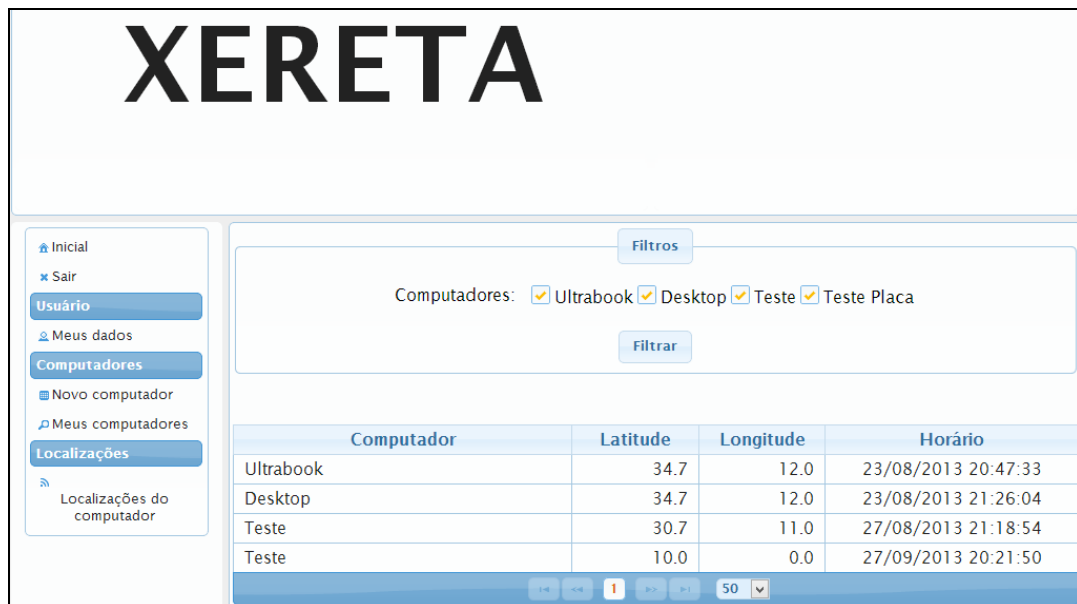 XERETA
Inicial
Sair
Usuário
Meus dados
Computadores
Novo computador
Meus computadores
Localizações
Localizações do
computador
Filtros
Computadores: Ultrabook Desktop Teste Teste Placa
Filtrar
Computador Latitude Longitude Horário
Ultrabook 34.7 12.0 23/08/2013 20:47:33
Desktop 34.7 12.0 23/08/2013 21:26:04
Teste 30.7 11.0 27/08/2013 21:18:54
Teste 10.0 0.0 27/09/2013 20:21:50
1 50